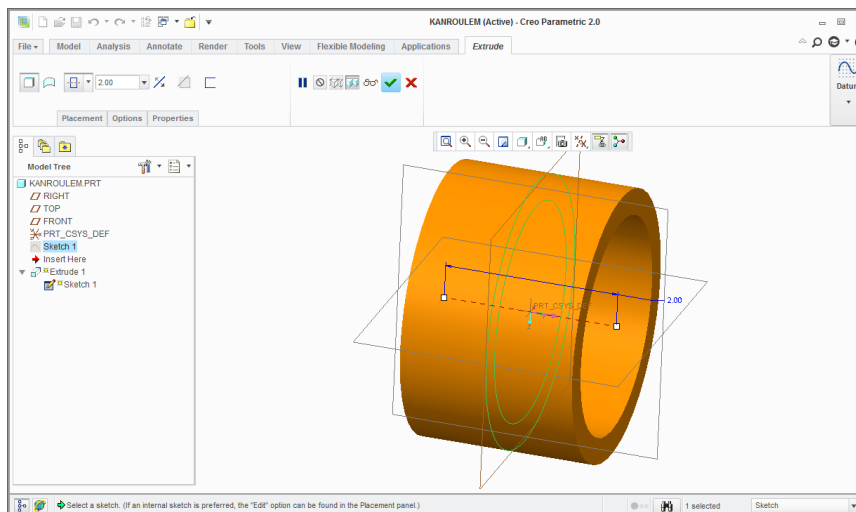 KANROULEM (Active) - Creo Parametric 2.0
File Model Analysis Annotate Render Tools View Flexible Modeling Applications Extrude
2.00
Placement Options Properties
Datur
Model Tree
KANROULEM.PRT
RIGHT
TOP
FRONT
PRT_CSYS_DEF
Sketch 1
Insert Here
Extrude 1
Sketch 1
PRT_CSYS_DEF
2.00
Select a sketch. (If an internal sketch is preferred, the "Edit" option can be found in the Placement panel.)
1 selected
Sketch